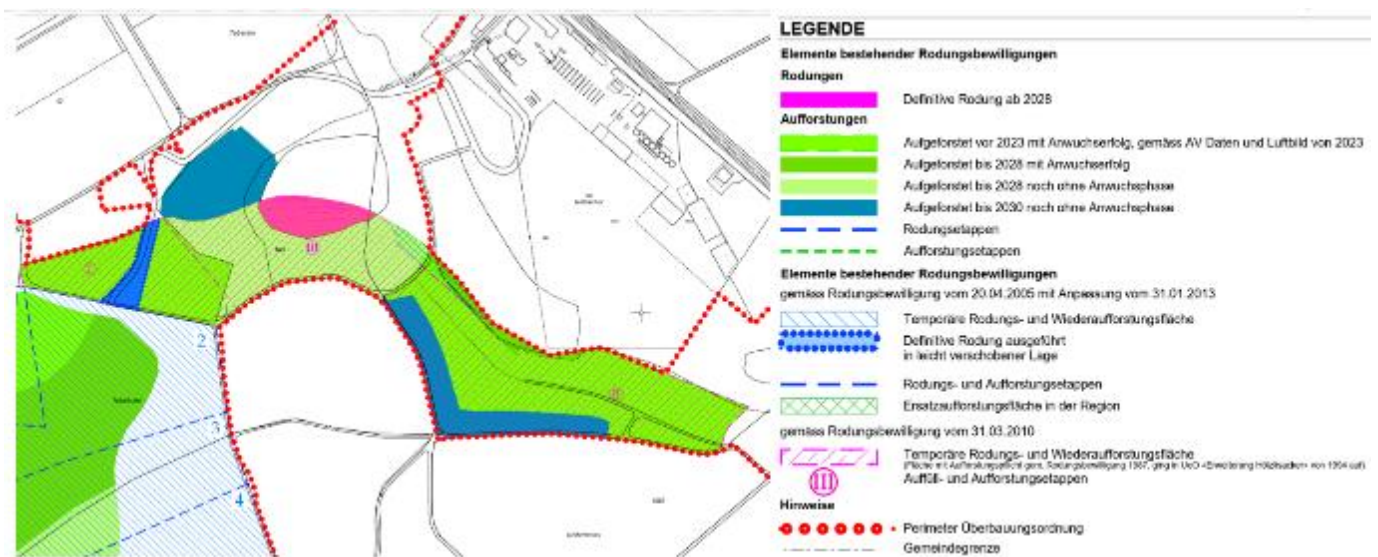 LEGENDE
Elemente bestehender Rodungsbewilligungen
Rodungen
Definitive Rodung ab 2028
Aufforstungen
Aufgeforstet vor 2023 mit Anwuchserfolg, gemäss AV Daten und Luftbild von 2023
Aufgeforstet bis 2028 mit Anwuchserfolg
Aufgeforstet bis 2028 noch ohne Anwuchsphase
Aufgeforstet bis 2030 noch ohne Anwuchsphase
Rodungsetappen
Aufforstungsetappen
Elemente bestehender Rodungsbewilligungen
gemäss Rodungsbewilligung vom 20.04.2005 mit Anpassung vom 31.01.2013
Temporäre Rodungs- und Wiederaufforstungsfläche
Definitive Rodung ausgeführt
in leicht verschobener Lage
Rodungs- und Aufforstungsetappen
Ersatzaufforstungsfläche in der Region
gemäss Rodungsbewilligung vom 31.03.2010
Temporäre Rodungs- und Wiederaufforstungsfläche
III
Auffüll- und Aufforstungsetappen
Hinweise
Perimeter Überbauungsordnung
Gemeindegrenze
III
2
3
4